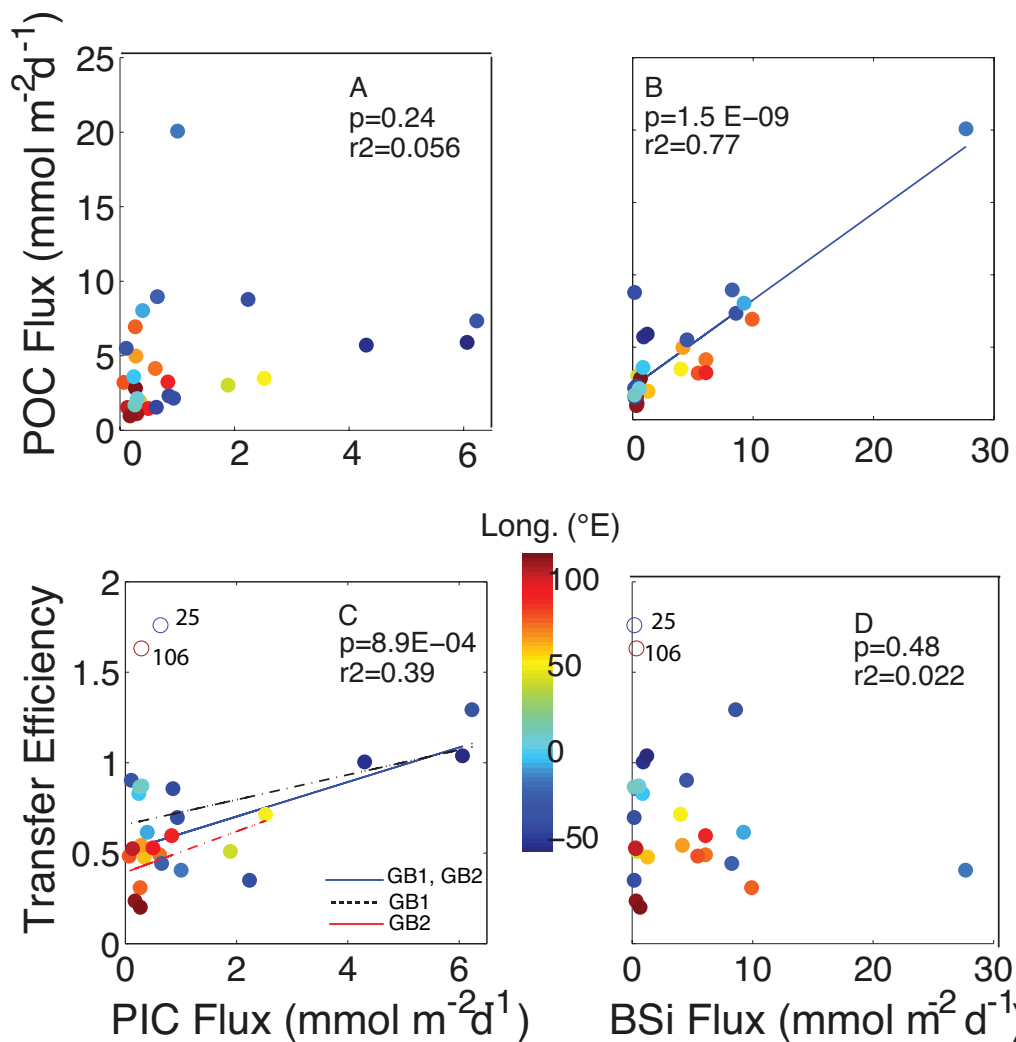 POC Flux (mmol m-2d-1)
25
20
15
10
5
0
0
2
4
6
A
p=0.24
r2=0.056
B
p=1.5 E-09
r2=0.77
0
10
20
30
Long. (°E)
100
50
0
-50
Transfer Efficiency
2
1.5
1
0.5
0
0
2
4
6
25
106
C
p=8.9E-04
r2=0.39
GB1, GB2
GB1
GB2
PIC Flux (mmol m-2d1)
25
106
D
p=0.48
r2=0.022
0
10
20
30
BSi Flux (mmol m-2 d-1)